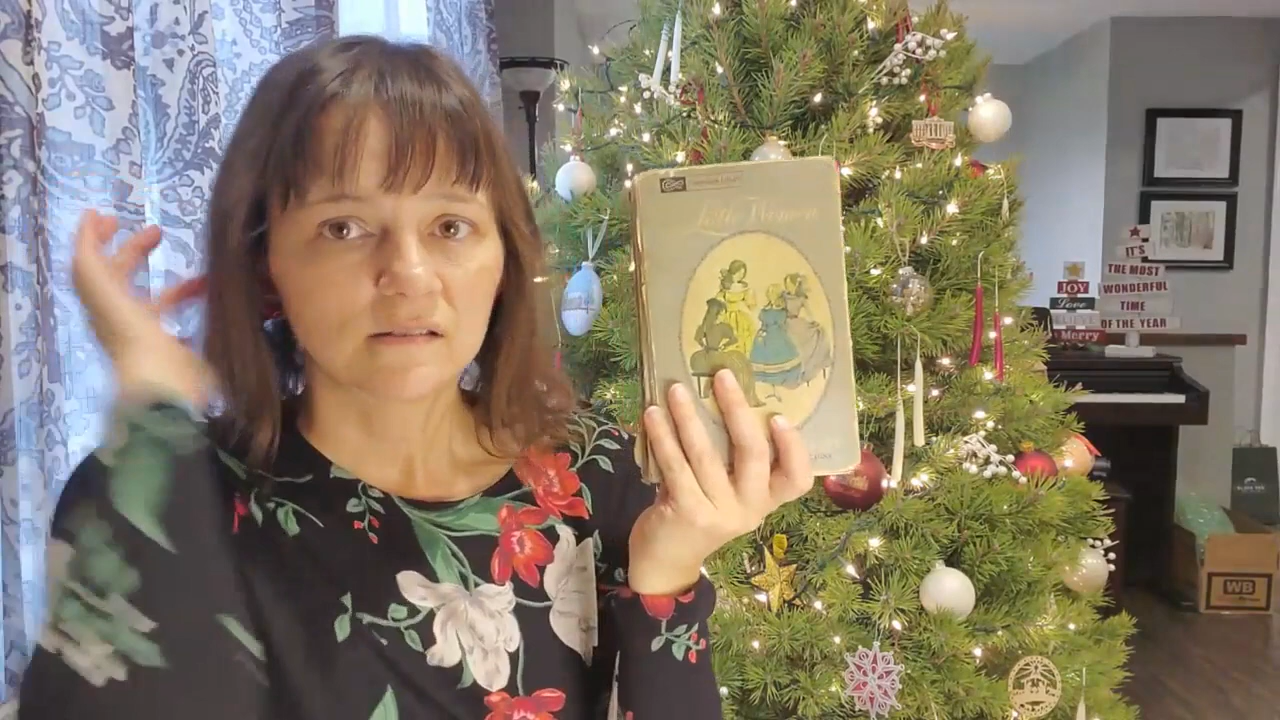 Little Women
IT'S
THE MOST
WONDERFUL
TIME
OF THE YEAR
JOY
Love
Merry
WB